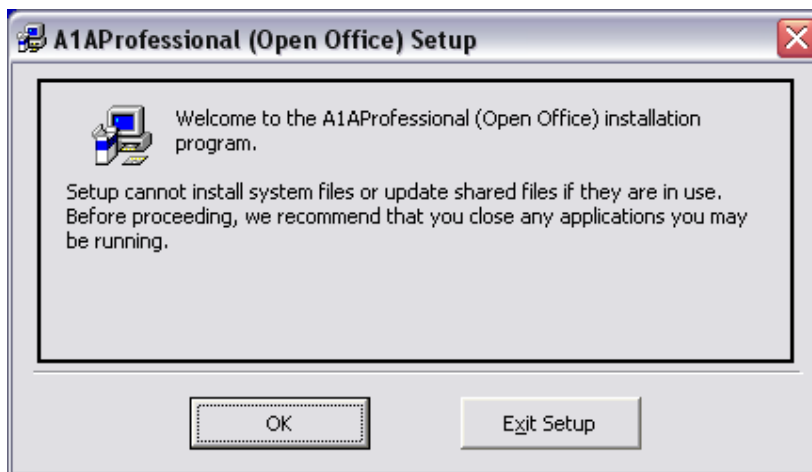 A1AProfessional (Open Office) Setup
Welcome to the A1AProfessional (Open Office) installation
program.
Setup cannot install system files or update shared files if they are in use.
Before proceeding, we recommend that you close any applications you may
be running.
OK
Exit Setup